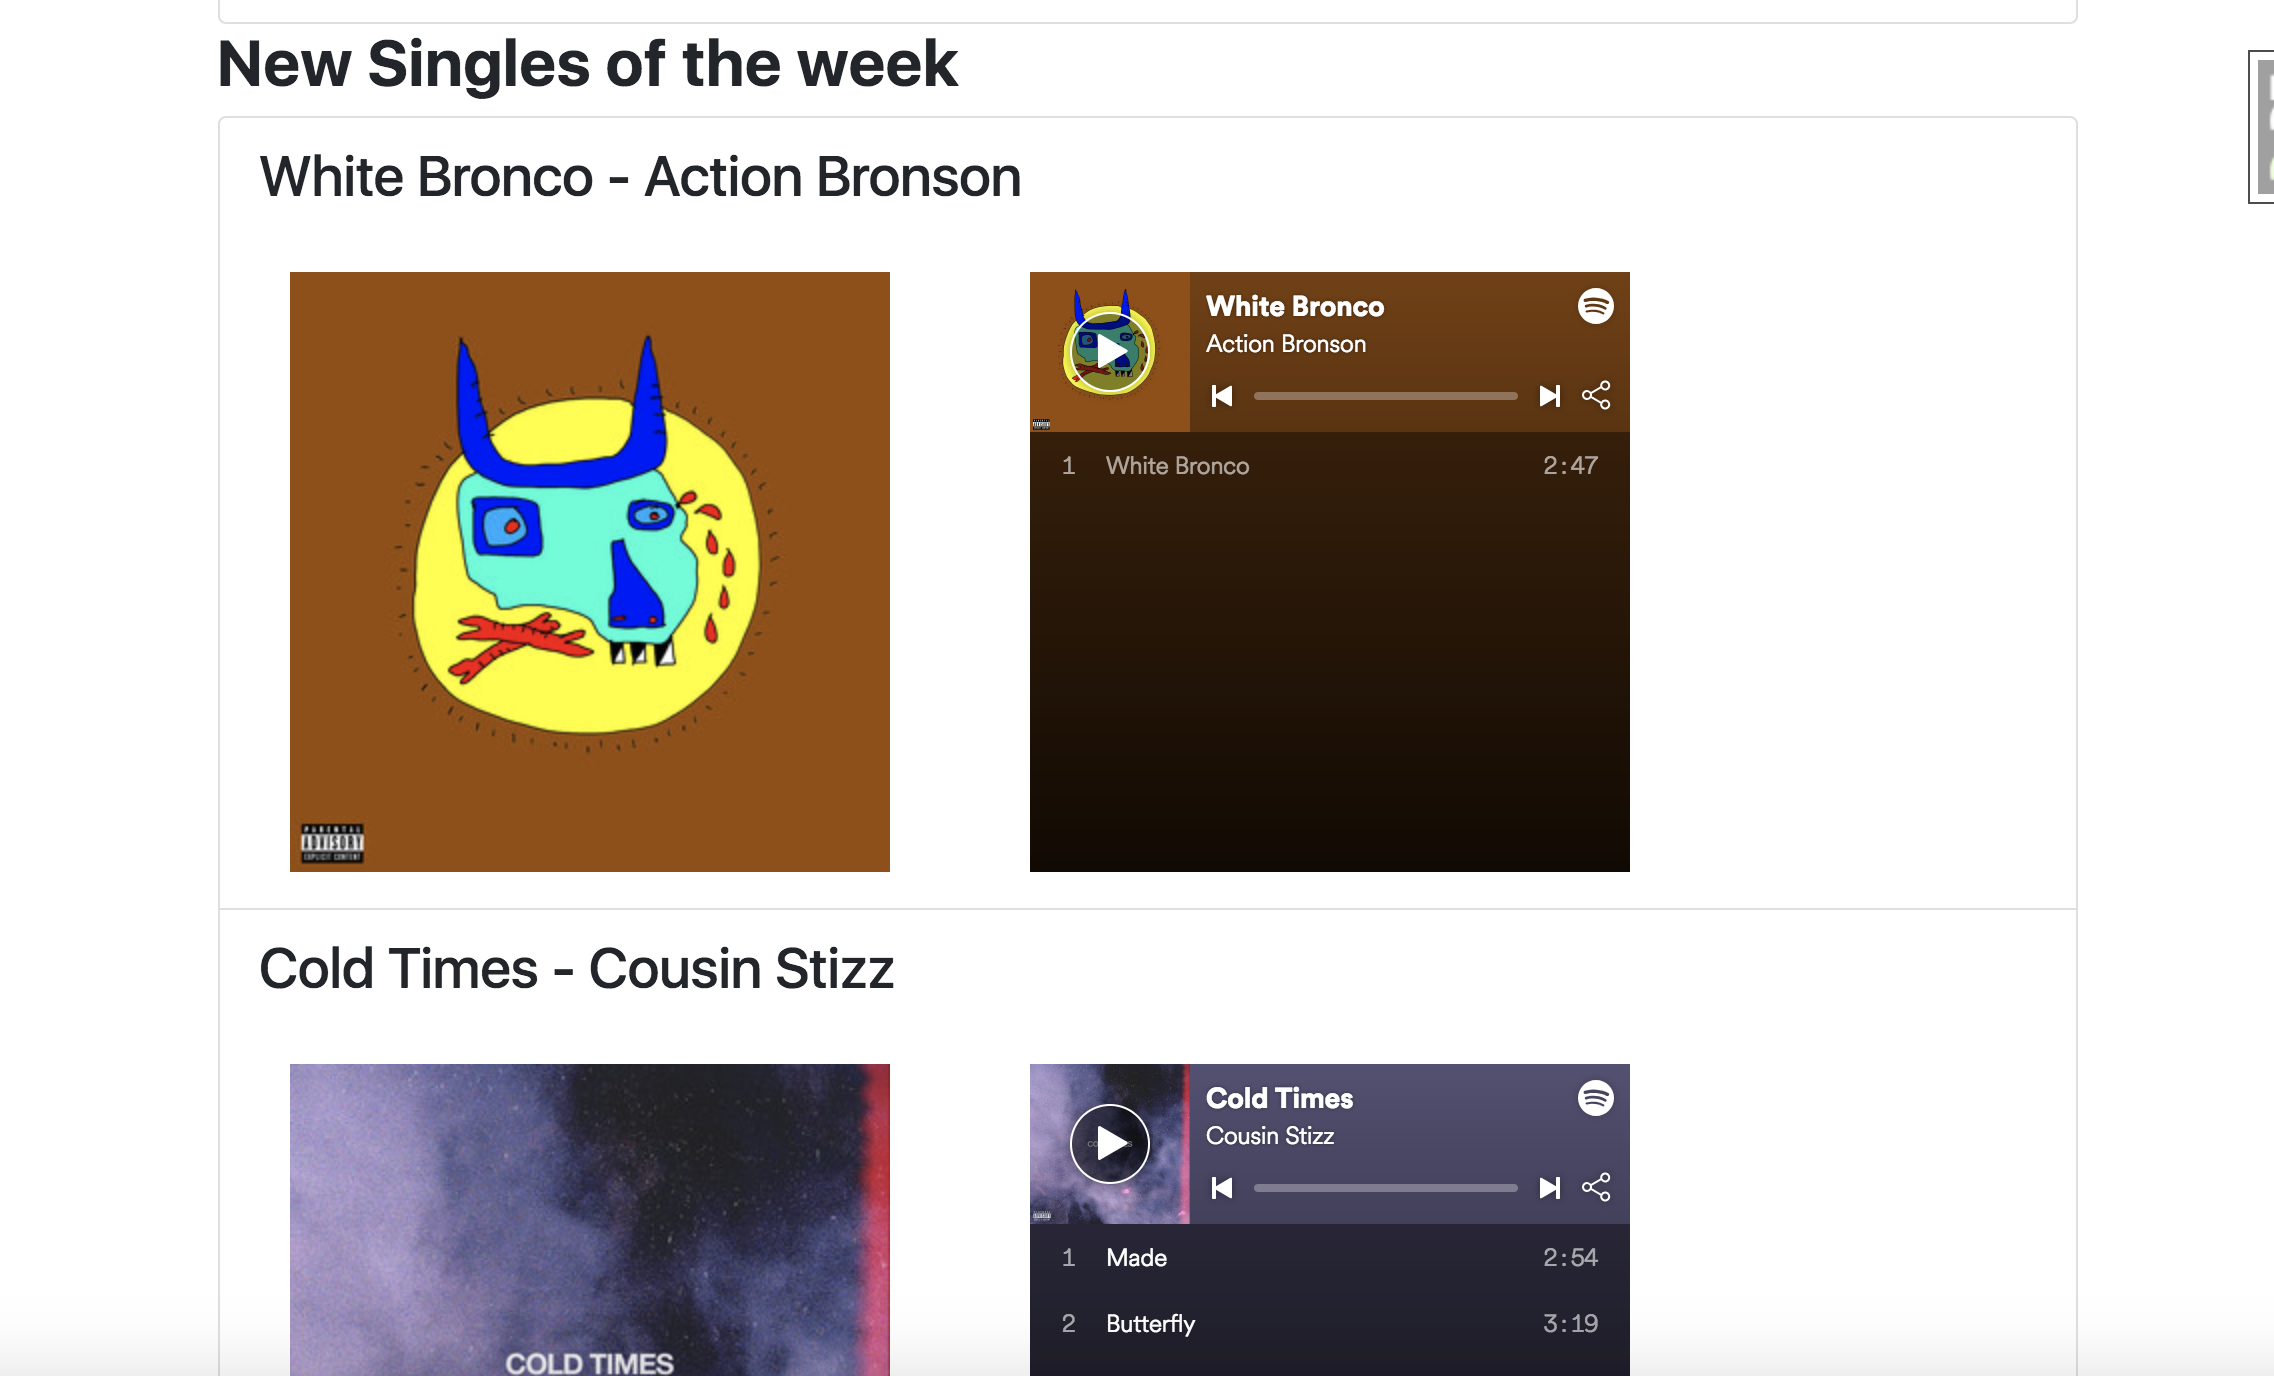 New Singles of the week
White Bronco - Action Bronson
PARENTAL
ADVISORY
EXPLICIT CONTENT
White Bronco
Action Bronson
1 White Bronco 2:47
Cold Times - Cousin Stizz
COLD TIMES
Cold Times
Cousin Stizz
1 Made 2:54
2 Butterfly 3:19